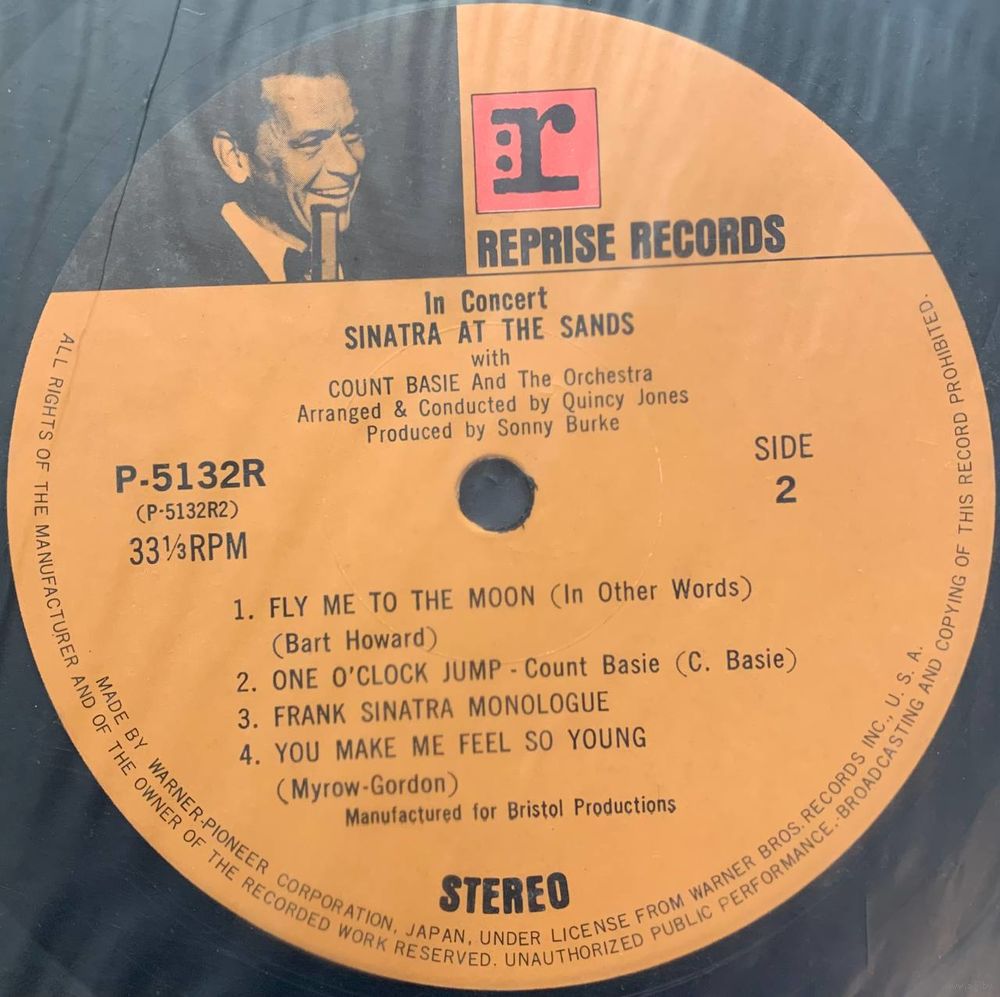 r
REPRISE RECORDS
In Concert
SINATRA AT THE SANDS
with
COUNT BASIE And The Orchestra
Arranged & Conducted by Quincy Jones
Produced by Sonny Burke
P-5132R
(P-5132R2)
33⅓RPM
SIDE
2
1. FLY ME TO THE MOON (In Other Words)
(Bart Howard)
2. ONE O'CLOCK JUMP - Count Basie (C. Basie)
3. FRANK SINATRA MONOLOGUE
4. YOU MAKE ME FEEL SO YOUNG
(Myrow-Gordon)
Manufactured for Bristol Productions
STEREO
MADE BY WARNER-PIONEER CORPORATION, JAPAN, UNDER LICENSE FROM WARNER BROS. RECORDS INC., U. S. A.
ALL RIGHTS OF THE MANUFACTURER AND OF THE OWNER OF THE RECORDED WORK RESERVED. UNAUTHORIZED PUBLIC PERFORMANCE, BROADCASTING AND COPYING OF THIS RECORD PROHIBITED.